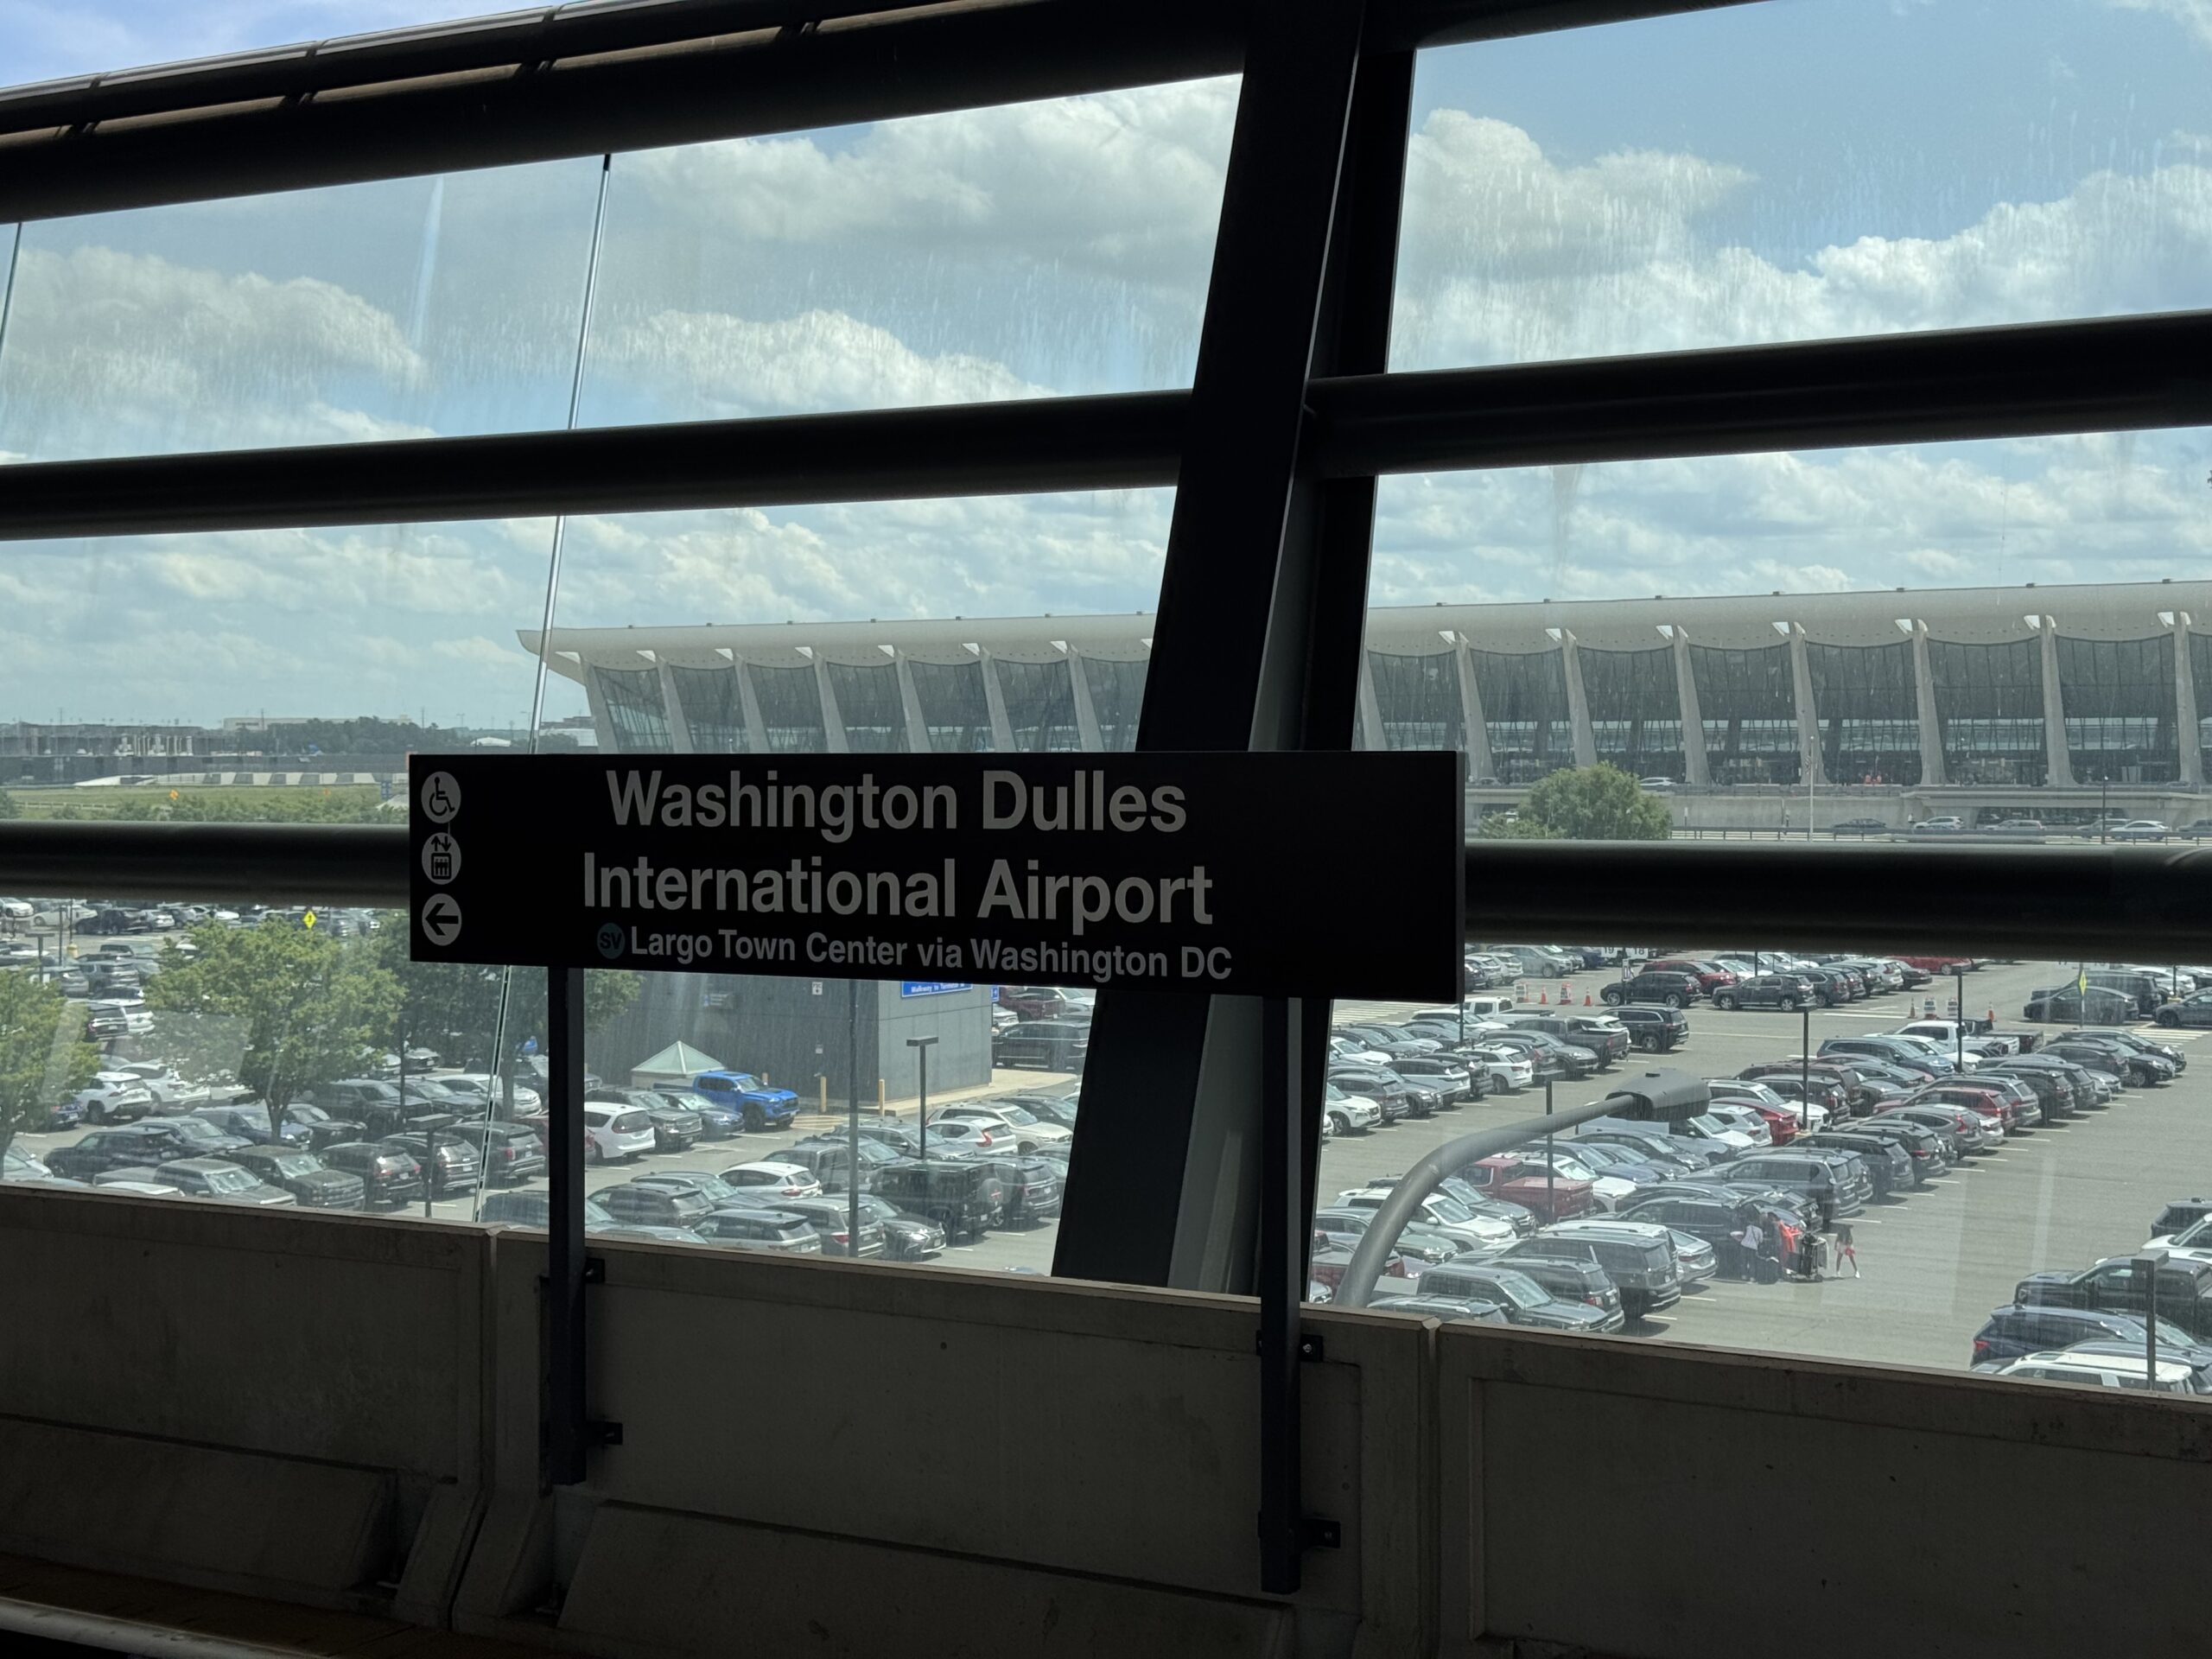 Washington Dulles
International Airport
SV Largo Town Center via Washington DC